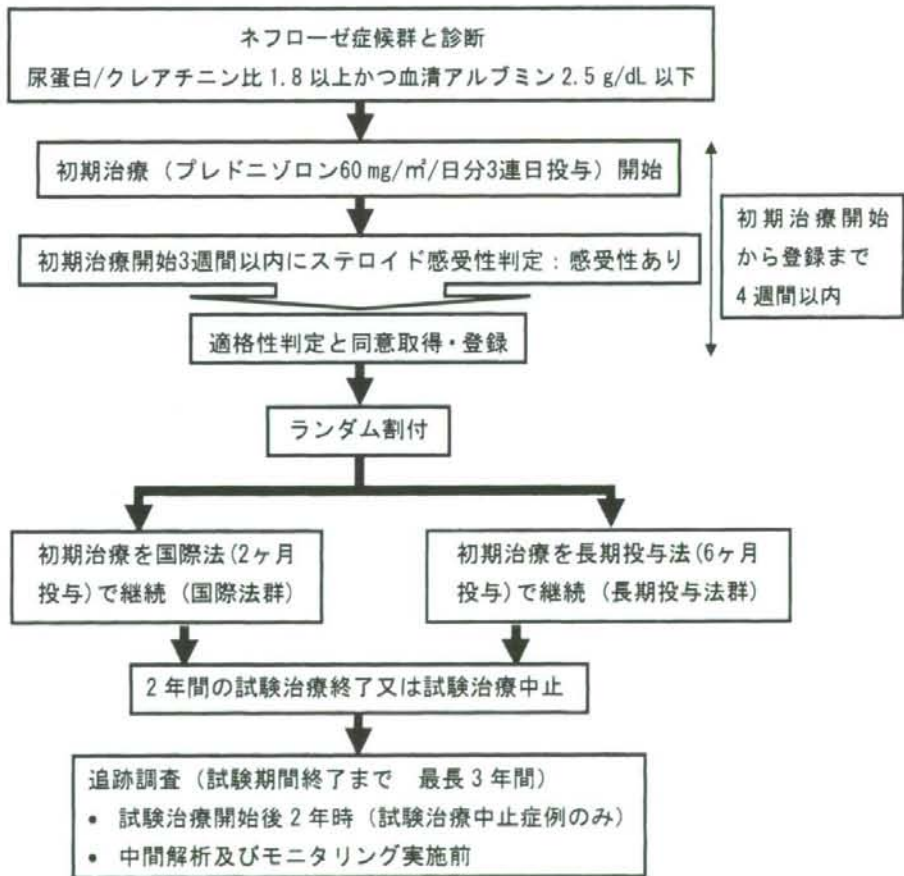 ネフローゼ症候群と診断
尿蛋白/クレアチニン比 1.8 以上かつ血清アルブミン 2.5 g/dL 以下
初期治療（プレドニゾロン60 mg/㎡/日分3連日投与）開始
初期治療開始3週間以内にステロイド感受性判定：感受性あり
初期治療開始
から登録まで
4 週間以内
適格性判定と同意取得・登録
ランダム割付
初期治療を国際法(2ヶ月
投与)で継続（国際法群）
初期治療を長期投与法(6ヶ月
投与)で継続（長期投与法群）
2 年間の試験治療終了又は試験治療中止
追跡調査（試験期間終了まで　最長 3 年間）
• 試験治療開始後 2 年時（試験治療中止症例のみ）
• 中間解析及びモニタリング実施前